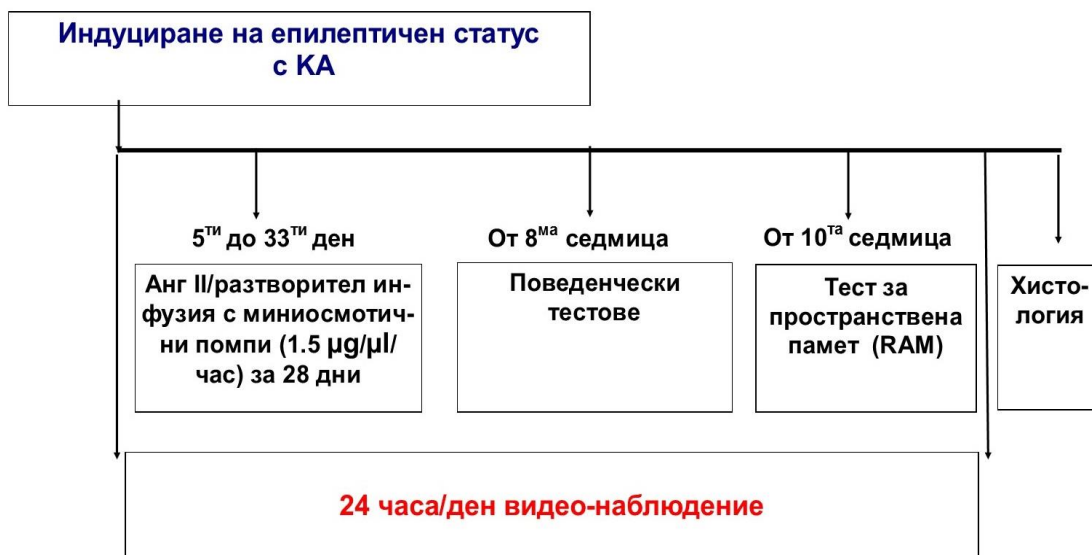 Индуциране на епилептичен статус
с КА
5ти до 33ти ден
От 8ма седмица
От 10та седмица
Анг II/разтворител ин-
фузия с миниосмотич-
ни помпи (1.5 µg/µl/
час) за 28 дни
Поведенчески
тестове
Тест за
пространствена
памет (RAM)
Хисто-
логия
24 часа/ден видео-наблюдение